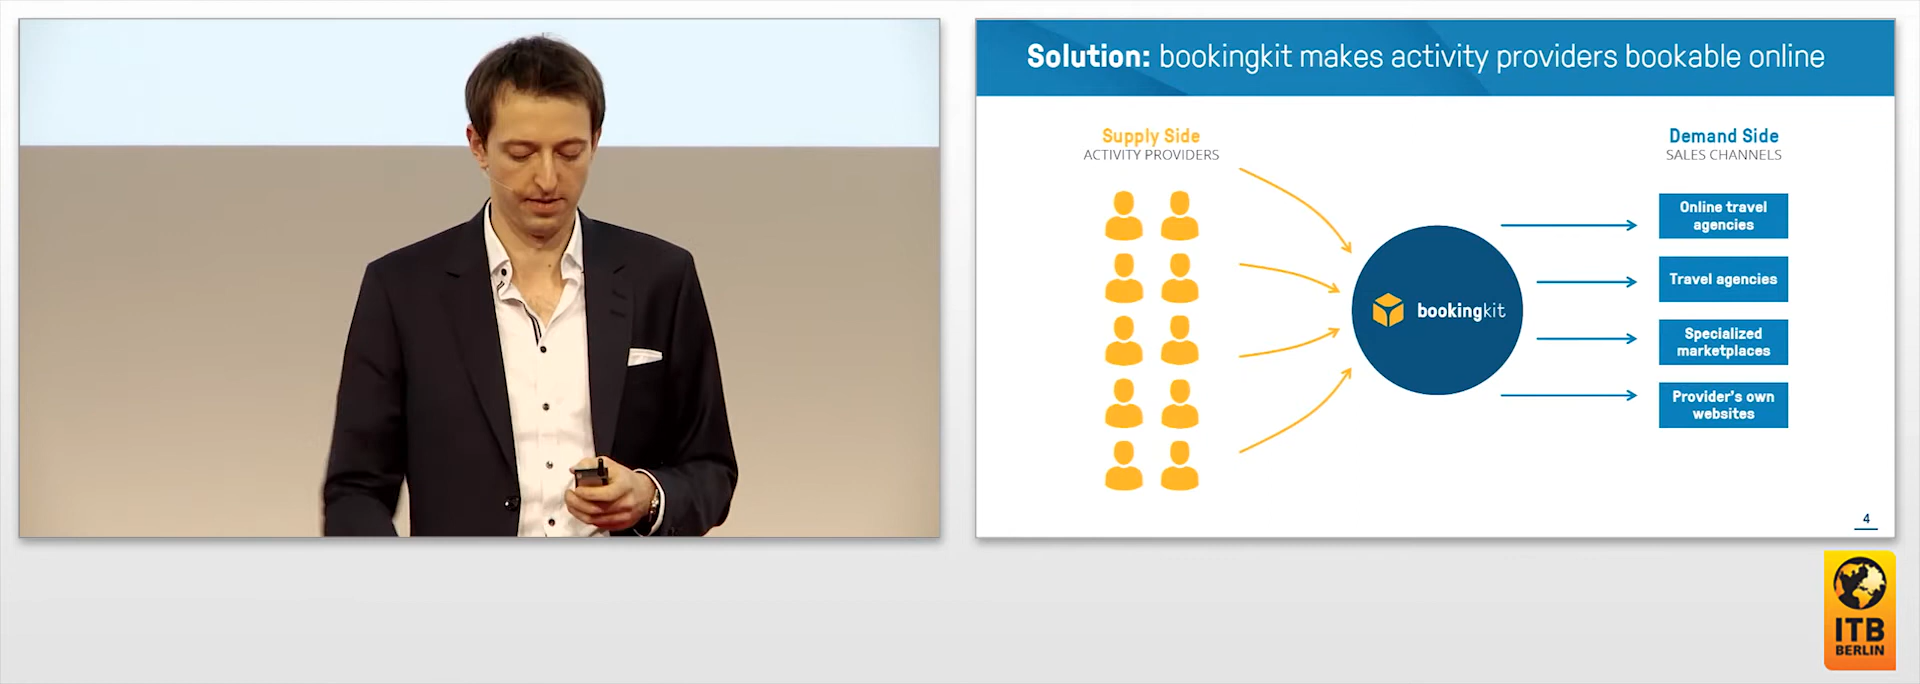 Solution: bookingkit makes activity providers bookable online
Supply Side
ACTIVITY PROVIDERS
Demand Side
SALES CHANNELS
Online travel
agencies
Travel agencies
bookingkit
Specialized
marketplaces
Provider's own
websites
4
ITB
BERLIN